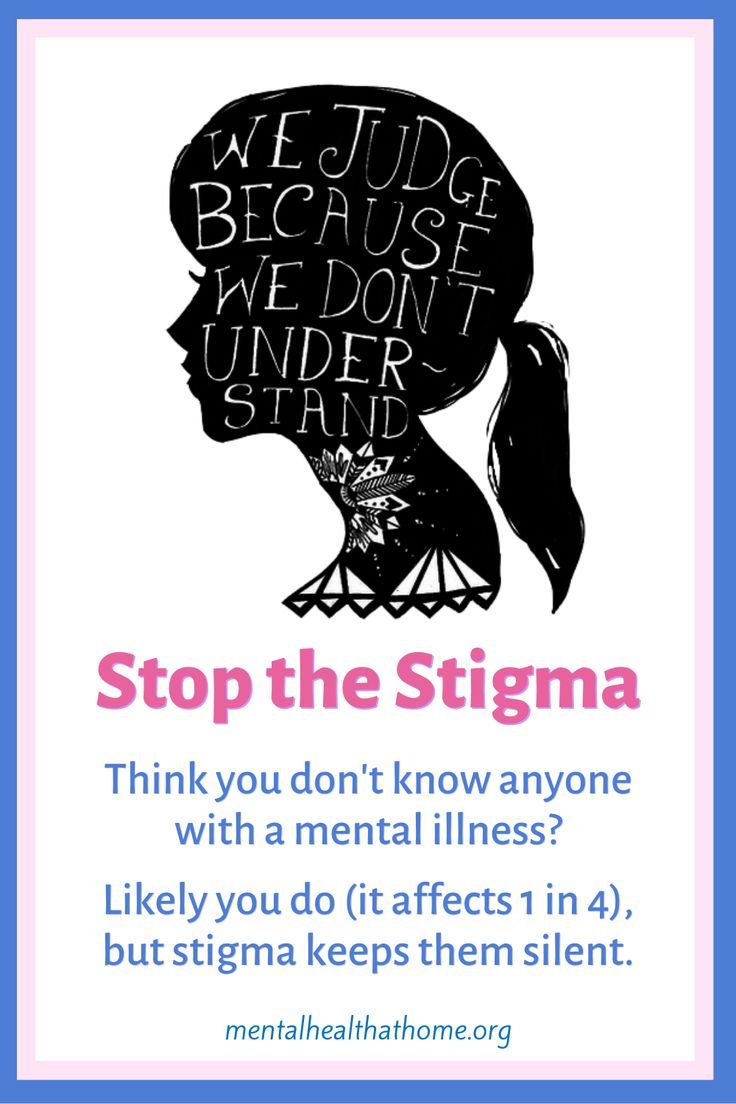 WE JUDGE
BECAUSE
WE DON'T
UNDER~
STAND
Stop the Stigma
Think you don't know anyone
with a mental illness?
Likely you do (it affects 1 in 4),
but stigma keeps them silent.
mentalhealthathome.org